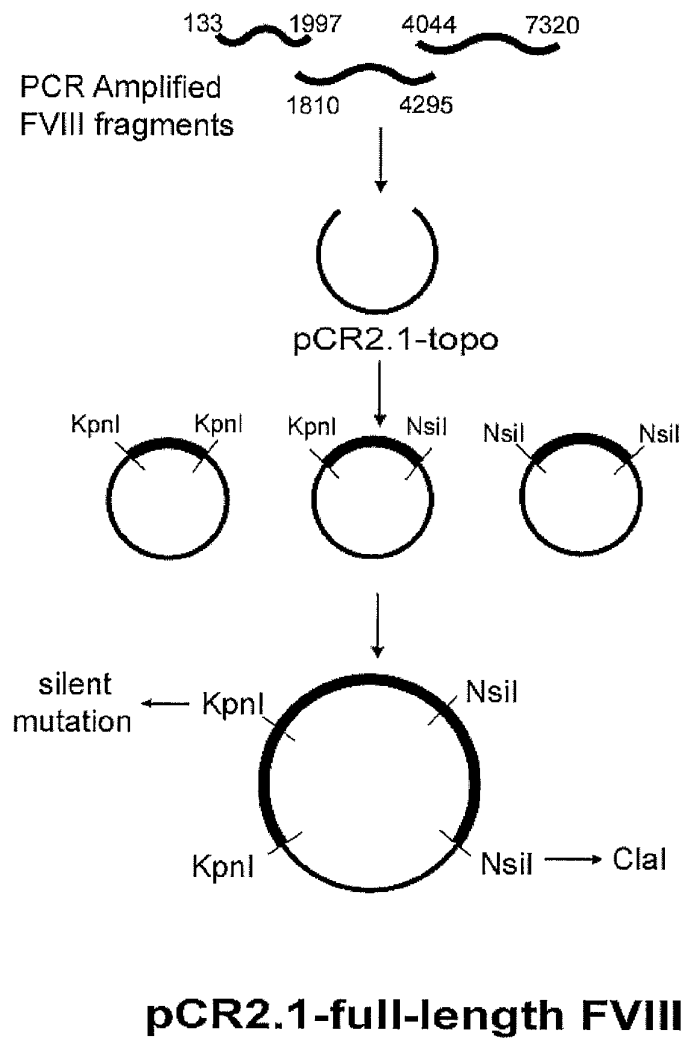 133 1997 4044 7320
PCR Amplified
FVIII fragments
1810 4295
pCR2.1-topo
KpnI KpnI KpnI NsiI NsiI NsiI
silent
mutation
KpnI NsiI
KpnI NsiI ClaI
pCR2.1-full-length FVIII